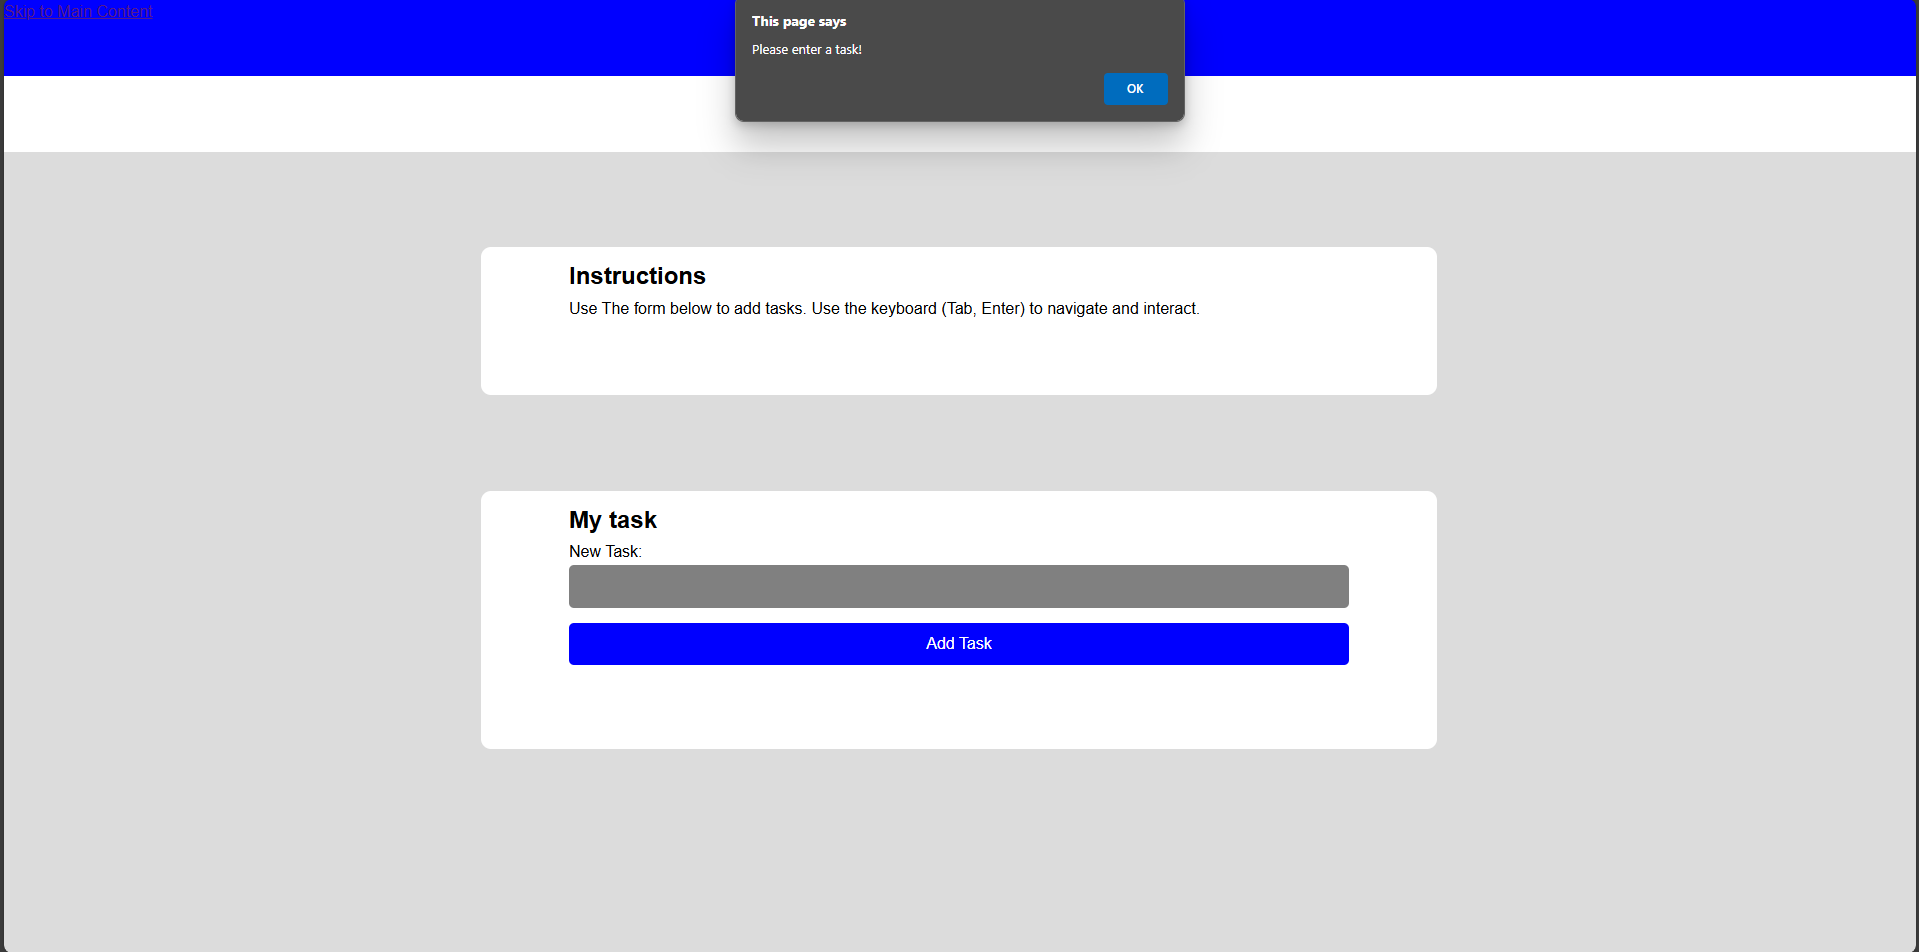 Skip to Main Content
This page says
Please enter a task!
OK
Instructions
Use The form below to add tasks. Use the keyboard (Tab, Enter) to navigate and interact.
My task
New Task:
Add Task